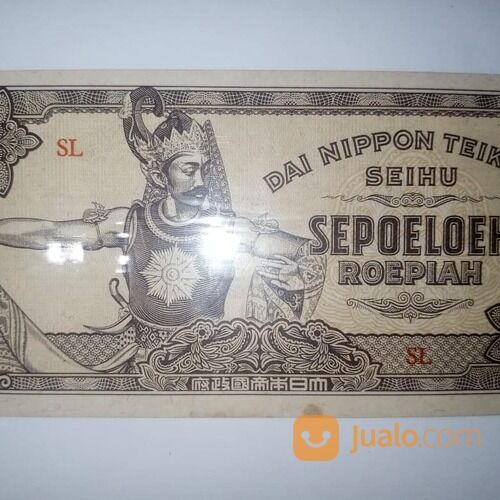 SL
DAI NIPPON TEIK
SEIHU
SEPOELOEH
ROEPIAH
SL
府政國帝本日大
jualo.com